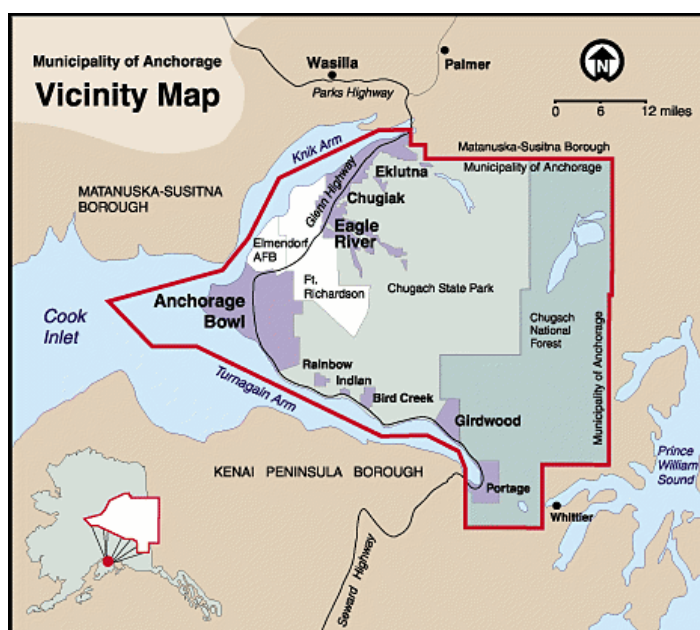 Municipality of Anchorage
Vicinity Map
Wasilla
Palmer
Parks Highway
N
0 6 12 miles
Knik Arm
Matanuska-Susitna Borough
Municipality of Anchorage
MATANUSKA-SUSITNA
BOROUGH
Glenn Highway
Eklutna
Chugiak
Eagle
River
Elmendorf
AFB
Ft.
Richardson
Chugach State Park
Anchorage
Bowl
Cook
Inlet
Chugach
National
Forest
Municipality of Anchorage
Rainbow
Indian
Bird Creek
Turnagain Arm
Girdwood
KENAI PENINSULA BOROUGH
Portage
Prince
William
Sound
Whittier
Seward Highway